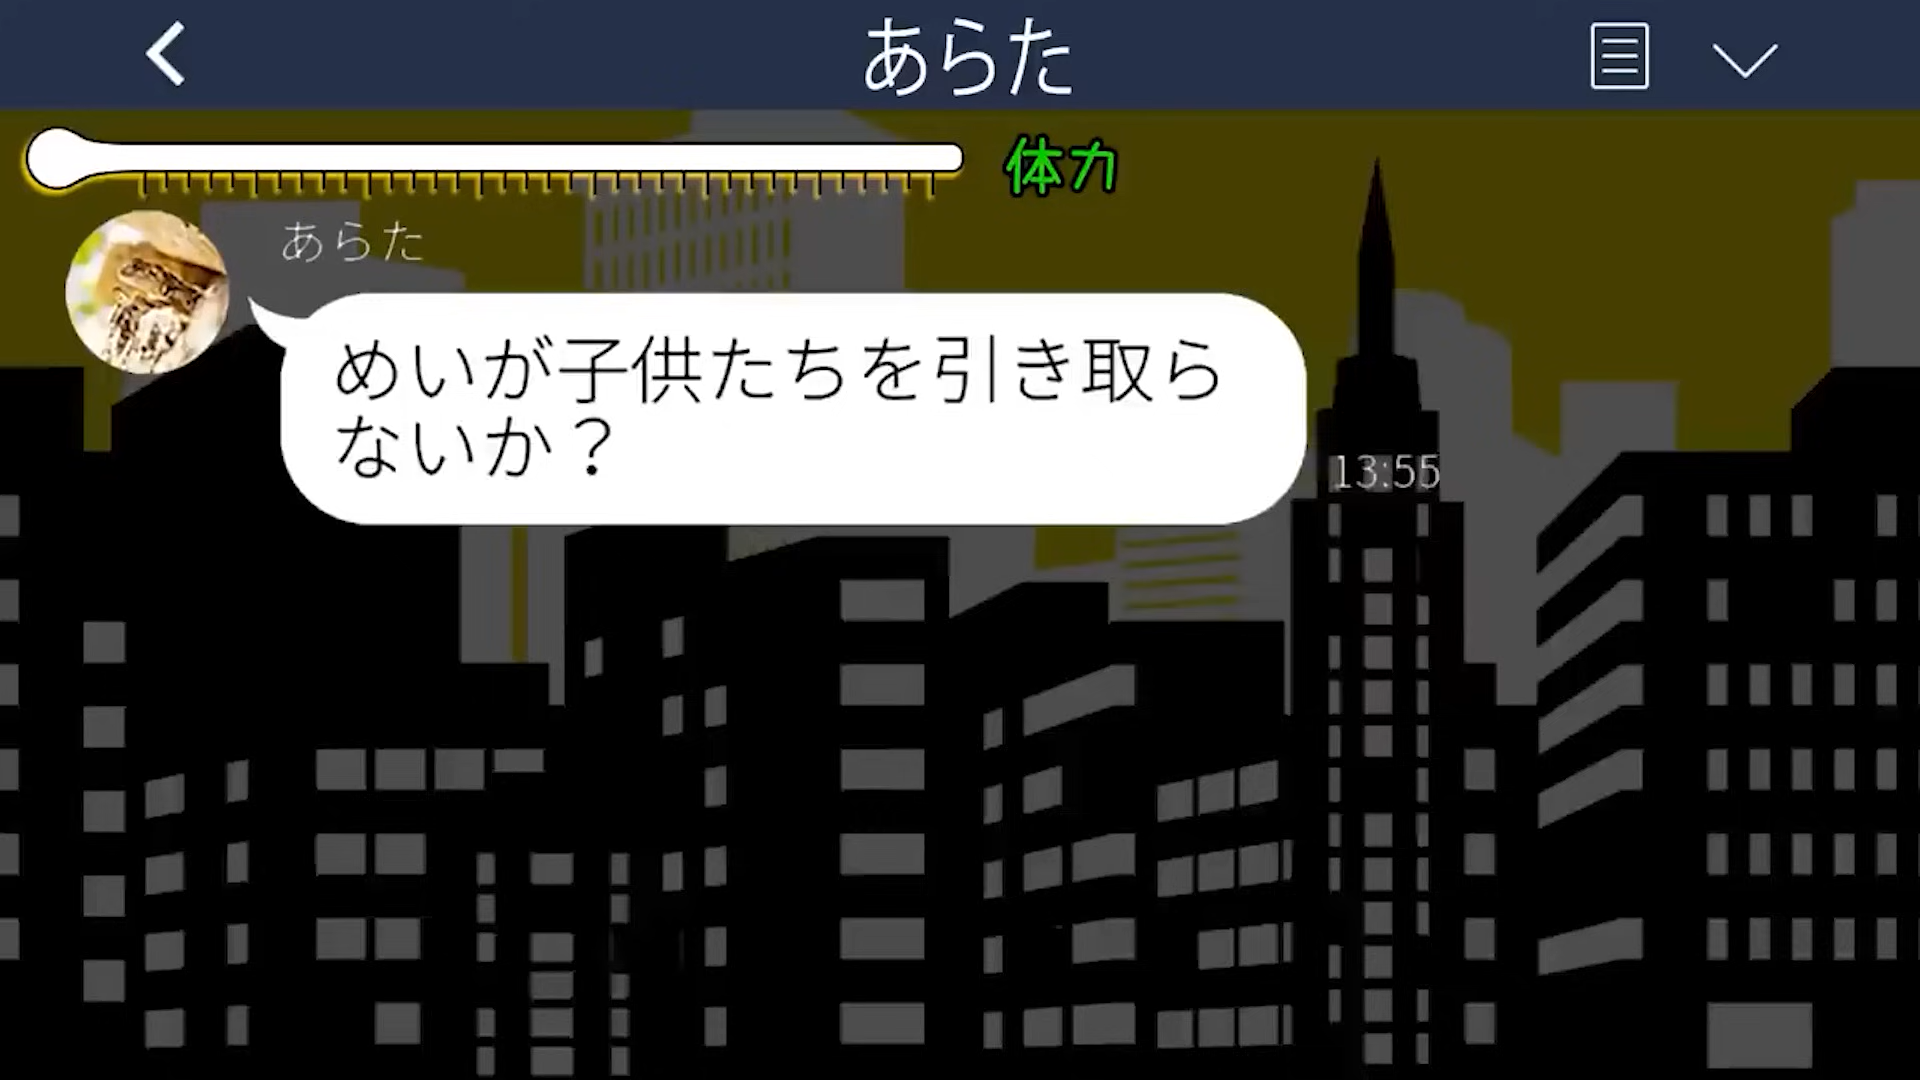 あらた
体力
あらた
めいが子供たちを引き取ら
ないか？
13:55